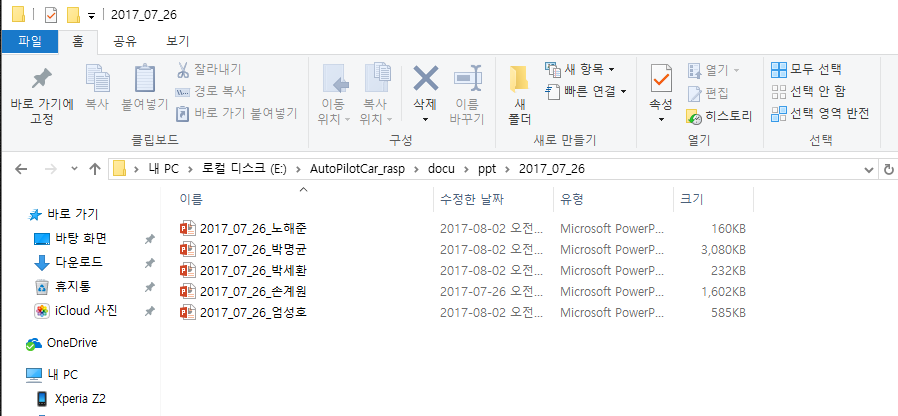 2017_07_26
파일 홈 공유 보기
바로 가기에 고정
복사
붙여넣기
잘라내기
경로 복사
바로 가기 붙여넣기
클립보드
이동 위치
복사 위치
삭제
이름 바꾸기
구성
새 폴더
새 항목
빠른 연결
새로 만들기
속성
열기
편집
히스토리
열기
모두 선택
선택 안 함
선택 영역 반전
선택
내 PC > 로컬 디스크 (E:) > AutoPilotCar_rasp > docu > ppt > 2017_07_26
바로 가기
바탕 화면
다운로드
휴지통
iCloud 사진
OneDrive
내 PC
Xperia Z2
이름 수정한 날짜 유형 크기
2017_07_26_노해준 2017-08-02 오전... Microsoft PowerP... 160KB
2017_07_26_박명균 2017-08-02 오전... Microsoft PowerP... 3,080KB
2017_07_26_박세환 2017-08-02 오전... Microsoft PowerP... 232KB
2017_07_26_손계원 2017-07-26 오전... Microsoft PowerP... 1,602KB
2017_07_26_엄성호 2017-08-02 오전... Microsoft PowerP... 585KB